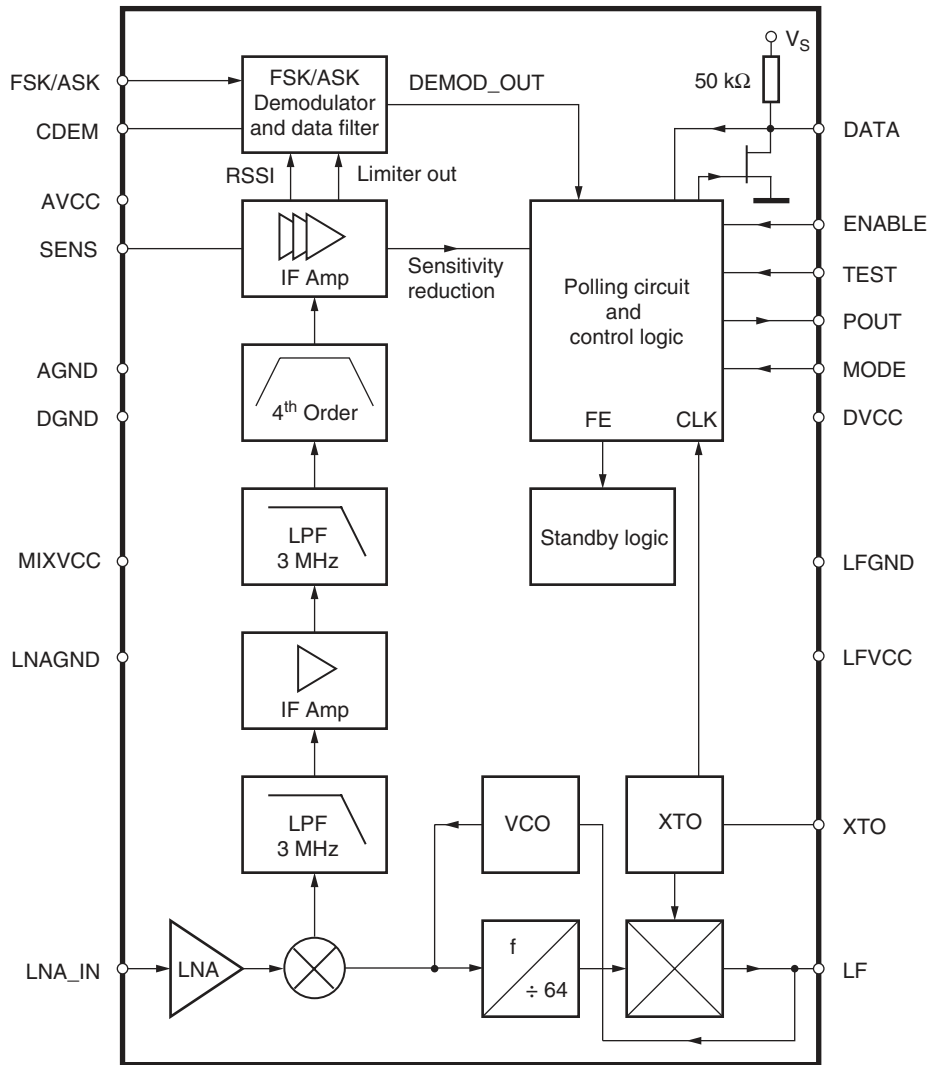 V_S
50 kΩ
FSK/ASK
FSK/ASK
Demodulator
and data filter
DEMOD_OUT
CDEM
DATA
RSSI
Limiter out
AVCC
SENS
IF Amp
Sensitivity
reduction
Polling circuit
and
control logic
FE
CLK
ENABLE
TEST
POUT
MODE
AGND
DGND
4th Order
DVCC
LPF
3 MHz
Standby logic
MIXVCC
LFGND
LNAGND
IF Amp
LFVCC
LPF
3 MHz
VCO
XTO
XTO
LNA_IN
LNA
f
÷ 64
LF